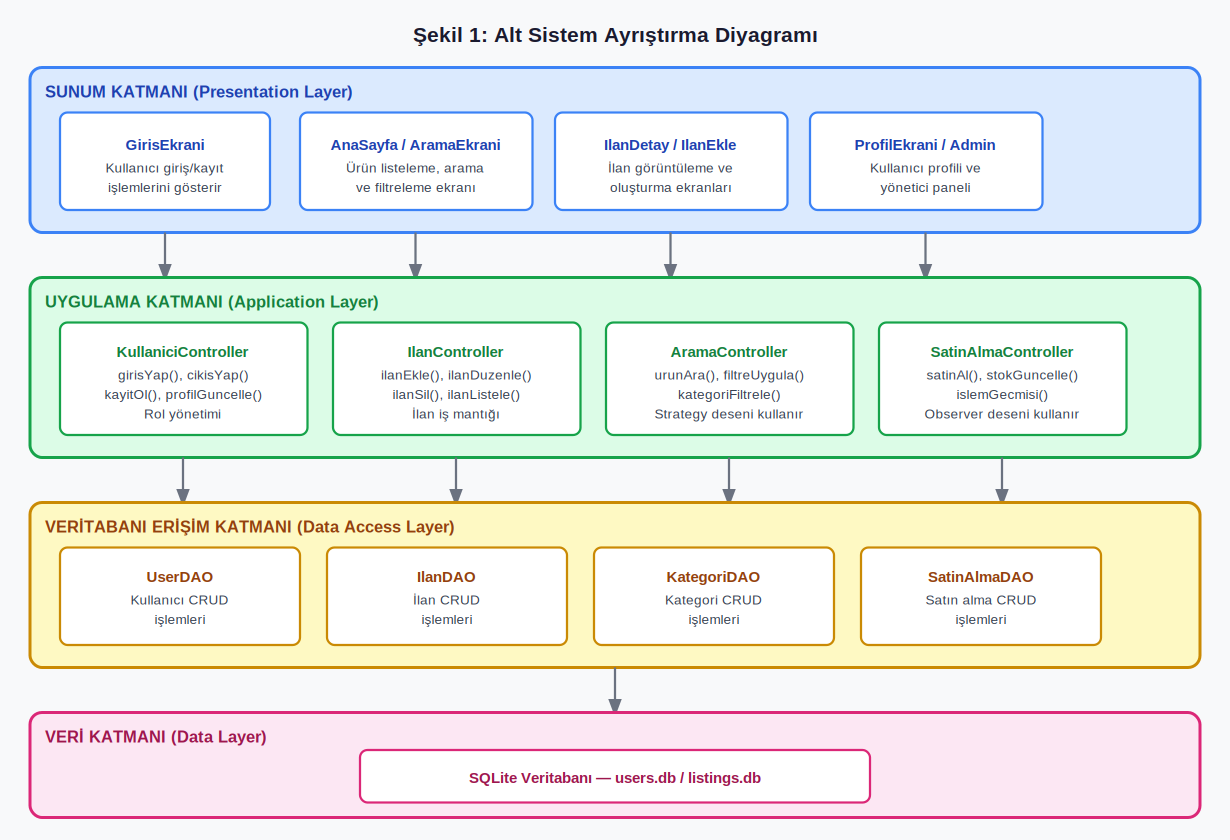 Şekil 1: Alt Sistem Ayrıştırma Diyagramı
SUNUM KATMANI (Presentation Layer)
GirisEkrani
Kullanıcı giriş/kayıt
işlemlerini gösterir
AnaSayfa / AramaEkrani
Ürün listeleme, arama
ve filtreleme ekranı
IlanDetay / IlanEkle
İlan görüntüleme ve
oluşturma ekranları
ProfilEkrani / Admin
Kullanıcı profili ve
yönetici paneli
UYGULAMA KATMANI (Application Layer)
KullaniciController
girisYap(), cikisYap()
kayitOl(), profilGuncelle()
Rol yönetimi
IlanController
ilanEkle(), ilanDuzenle()
ilanSil(), ilanListele()
İlan iş mantığı
AramaController
urunAra(), filtreUygula()
kategoriFiltrele()
Strategy deseni kullanır
SatinAlmaController
satinAl(), stokGuncelle()
islemGecmisi()
Observer deseni kullanır
VERİTABANI ERİŞİM KATMANI (Data Access Layer)
UserDAO
Kullanıcı CRUD
işlemleri
IlanDAO
İlan CRUD
işlemleri
KategoriDAO
Kategori CRUD
işlemleri
SatinAlmaDAO
Satın alma CRUD
işlemleri
VERİ KATMANI (Data Layer)
SQLite Veritabanı — users.db / listings.db